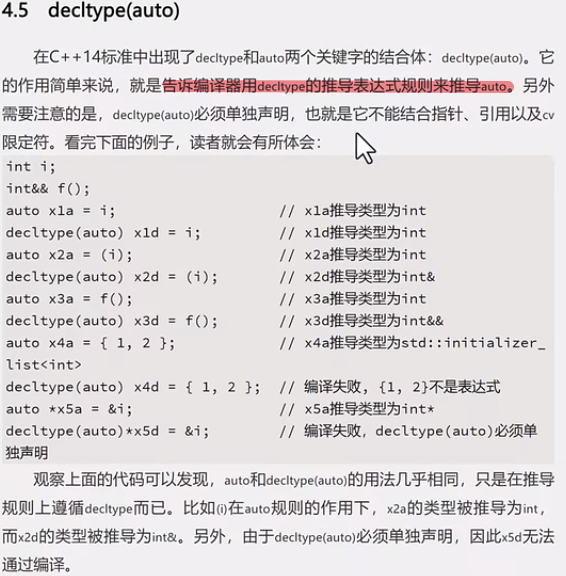 4.5 decltype(auto)
在C++14标准中出现了decltype和auto两个关键字的结合体：decltype(auto)。它
的作用简单来说，就是告诉编译器用decltype的推导表达式规则来推导auto。另外
需要注意的是，decltype(auto)必须单独声明，也就是它不能结合指针、引用以及cv
限定符。看完下面的例子，读者就会有所体会：
int i;
int&& f();
auto x1a = i; // x1a推导类型为int
decltype(auto) x1d = i; // x1d推导类型为int
auto x2a = (i); // x2a推导类型为int
decltype(auto) x2d = (i); // x2d推导类型为int&
auto x3a = f(); // x3a推导类型为int
decltype(auto) x3d = f(); // x3d推导类型为int&&
auto x4a = { 1, 2 }; // x4a推导类型为std::initializer_
list<int>
decltype(auto) x4d = { 1, 2 }; // 编译失败, {1, 2}不是表达式
auto *x5a = &i; // x5a推导类型为int*
decltype(auto)*x5d = &i; // 编译失败，decltype(auto)必须单
独声明
观察上面的代码可以发现，auto和decltype(auto)的用法几乎相同，只是在推导
规则上遵循decltype而已。比如(i)在auto规则的作用下，x2a的类型被推导为int，
而x2d的类型被推导为int&。另外，由于decltype(auto)必须单独声明，因此x5d无法
通过编译。